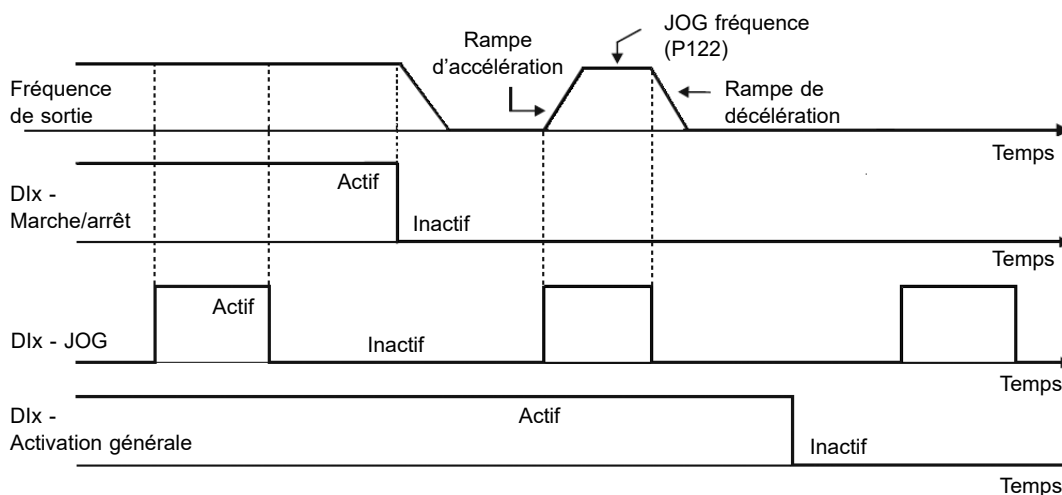 JOG fréquence
(P122)
Rampe
d’accélération
Fréquence
de sortie
Rampe de
décélération
Temps
DIx -
Marche/arrêt
Actif
Inactif
Temps
DIx - JOG
Actif
Inactif
Temps
DIx -
Activation générale
Actif
Inactif
Temps